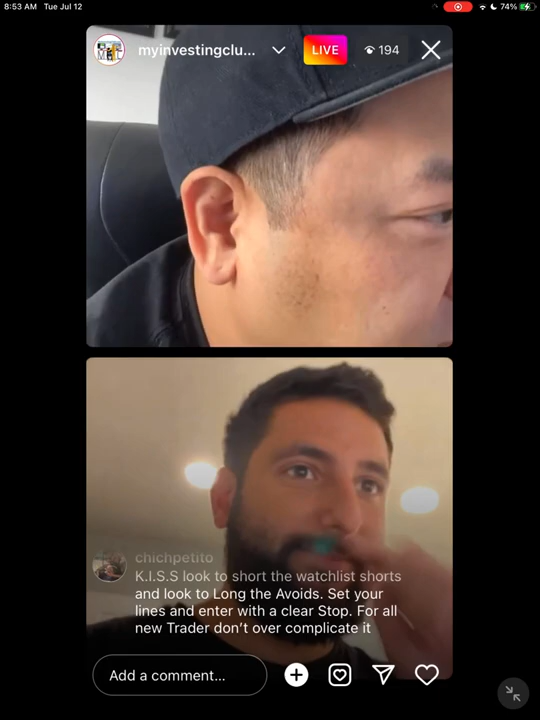 8:53 AM Tue Jul 12
74%
myinvestingclu...
LIVE
194
chichpetito
K.I.S.S look to short the watchlist shorts
and look to Long the Avoids. Set your
lines and enter with a clear Stop. For all
new Trader don’t over complicate it
Add a comment...